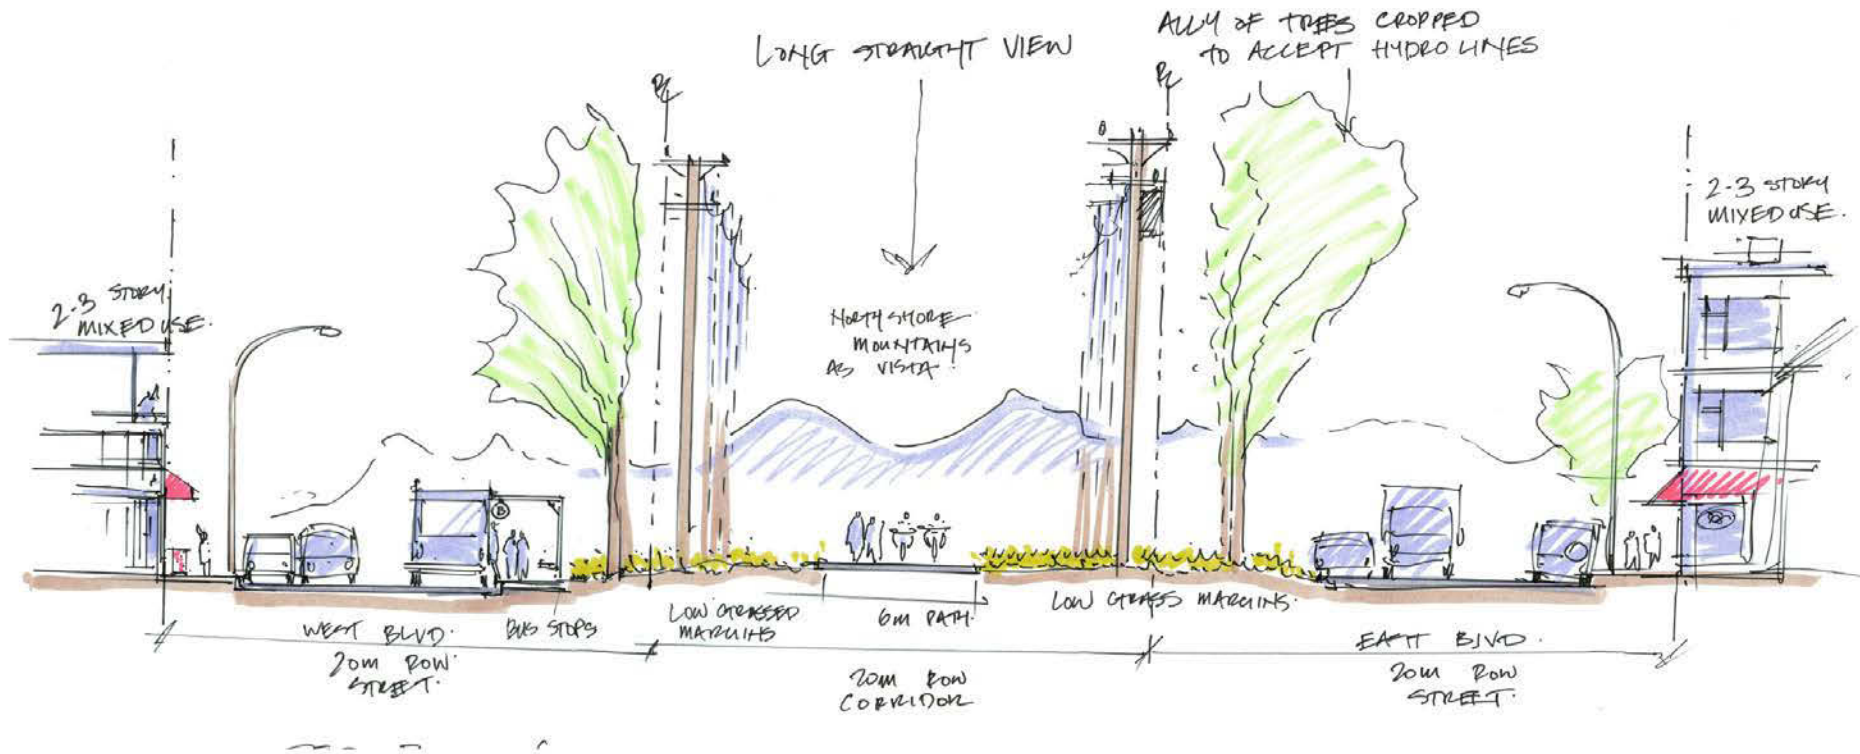 LONG STRAIGHT VIEW
ALLY OF TREES CROPPED
TO ACCEPT HYDRO LINES
PL
PL
2-3 STORY
MIXED USE.
2-3 STORY
MIXED USE.
NORTH SHORE
MOUNTAINS
AS VISTA.
B
WEST BLVD.
20m ROW
STREET.
BUS STOPS
LOW GRASSED
MARGINS
6m PATH.
LOW GRASS MARGINS.
20m ROW
CORRIDOR
EAST BLVD.
20m ROW
STREET.